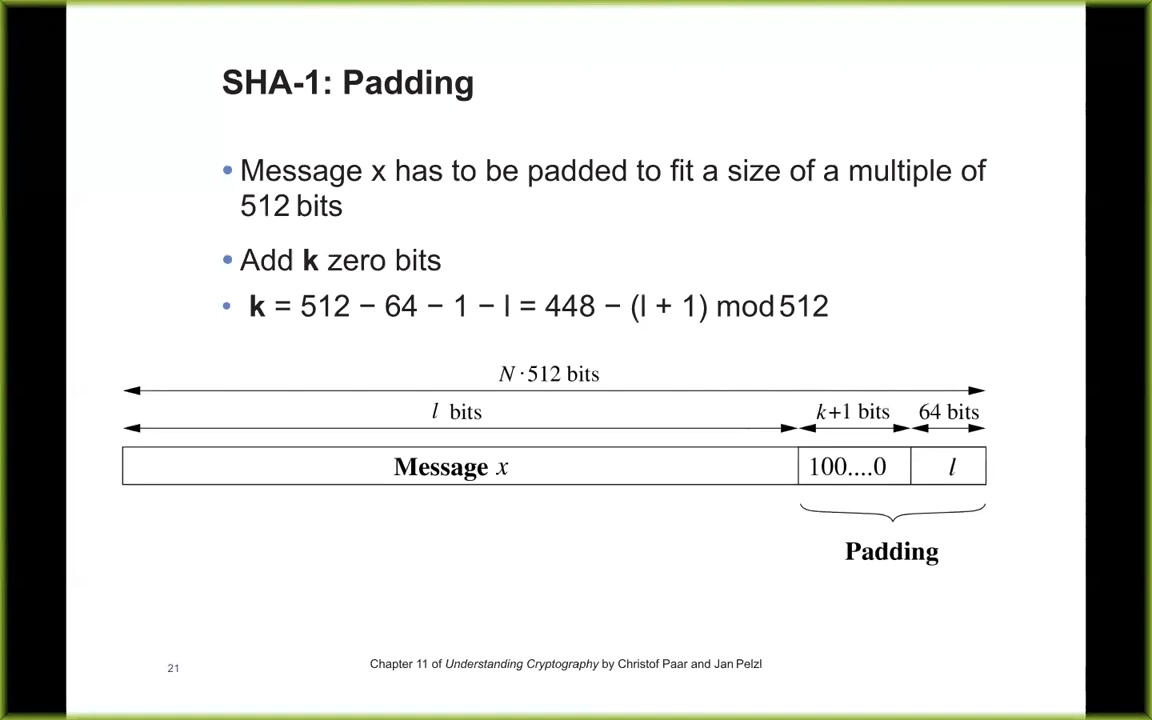 SHA-1: Padding
• Message x has to be padded to fit a size of a multiple of
512 bits
• Add k zero bits
• k = 512 − 64 − 1 − l = 448 − (l + 1) mod 512
N · 512 bits
l bits
k+1 bits
64 bits
Message x
100....0
l
Padding
21
Chapter 11 of Understanding Cryptography by Christof Paar and Jan Pelzl